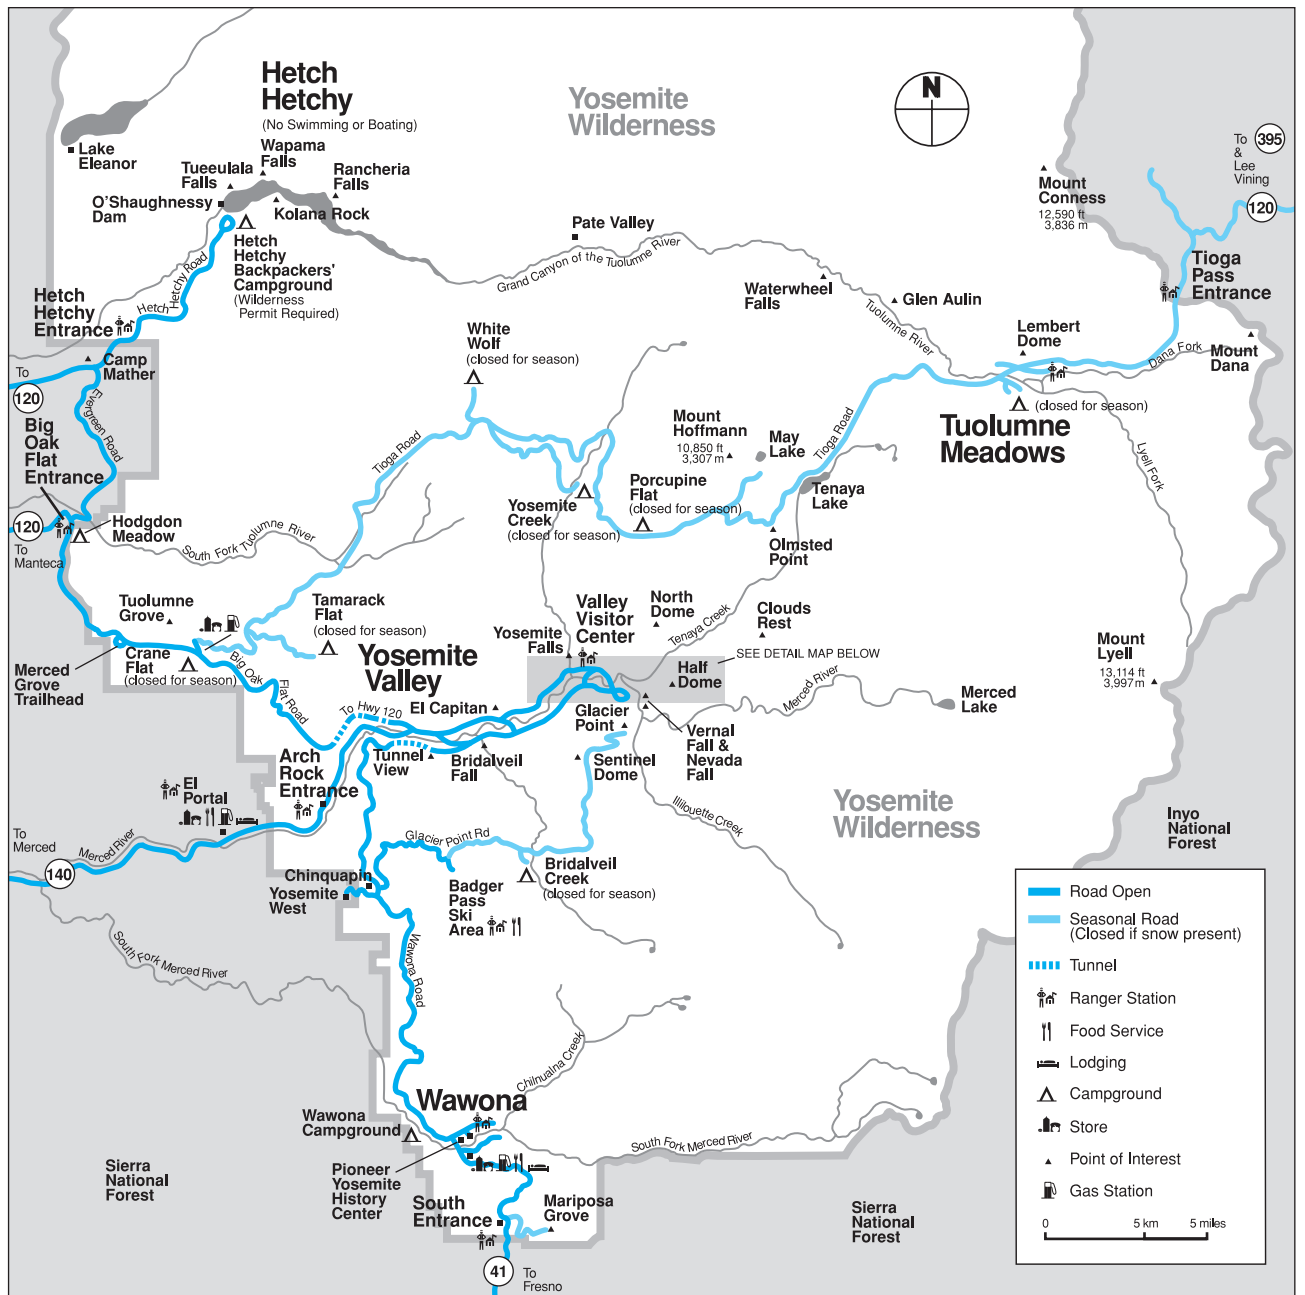 Hetch
Hetchy
(No Swimming or Boating)
Yosemite
Wilderness
N
To
&
Lee
Vining
395
120
Lake
Eleanor
Tueeulala
Falls
Wapama
Falls
Rancheria
Falls
O'Shaughnessy
Dam
Kolana Rock
Mount
Conness
12,590 ft
3,836 m
Pate Valley
Hetch
Hetchy
Backpackers'
Campground
(Wilderness
Permit Required)
Grand Canyon of the Tuolumne River
Tioga
Pass
Entrance
Hetch
Hetchy
Entrance
Hetch
Hetchy Road
Waterwheel
Falls
Glen Aulin
Tuolumne River
White
Wolf
(closed for season)
Lembert
Dome
Dana Fork
Mount
Dana
To
120
Camp
Mather
Evergreen Road
Big
Oak
Flat
Entrance
(closed for season)
Tuolumne
Meadows
Mount
Hoffmann
10,850 ft
3,307 m
May
Lake
Tioga Road
Tioga Road
Lyell Fork
Porcupine
Flat
(closed for season)
Tenaya
Lake
Yosemite
Creek
(closed for season)
120
To
Manteca
Hodgdon
Meadow
South Fork Tuolumne River
Olmsted
Point
Tuolumne
Grove
Tamarack
Flat
(closed for season)
Valley
Visitor
Center
North
Dome
Tenaya Creek
Clouds
Rest
Yosemite
Falls
SEE DETAIL MAP BELOW
Mount
Lyell
13,114 ft
3,997 m
Merced
Grove
Trailhead
Crane
Flat
(closed for season)
Big Oak
Flat Road
Yosemite
Valley
Half
Dome
Merced River
Merced
Lake
To Hwy 120
El Capitan
Glacier
Point
Vernal
Fall &
Nevada
Fall
Arch
Rock
Entrance
Tunnel
View
Bridalveil
Fall
Sentinel
Dome
El
Portal
Yosemite
Wilderness
Illilouette Creek
Inyo
National
Forest
To
Merced
Merced River
140
Glacier Point Rd
Chinquapin
Yosemite
West
Badger
Pass
Ski
Area
Bridalveil
Creek
(closed for season)
Wawona Road
South Fork Merced River
Road Open
Seasonal Road
(Closed if snow present)
Tunnel
Ranger Station
Food Service
Lodging
Campground
Store
Point of Interest
Gas Station
0
5 km
5 miles
Chilnualna Creek
Wawona
Wawona
Campground
South Fork Merced River
Pioneer
Yosemite
History
Center
Sierra
National
Forest
South
Entrance
Mariposa
Grove
Sierra
National
Forest
41
To
Fresno